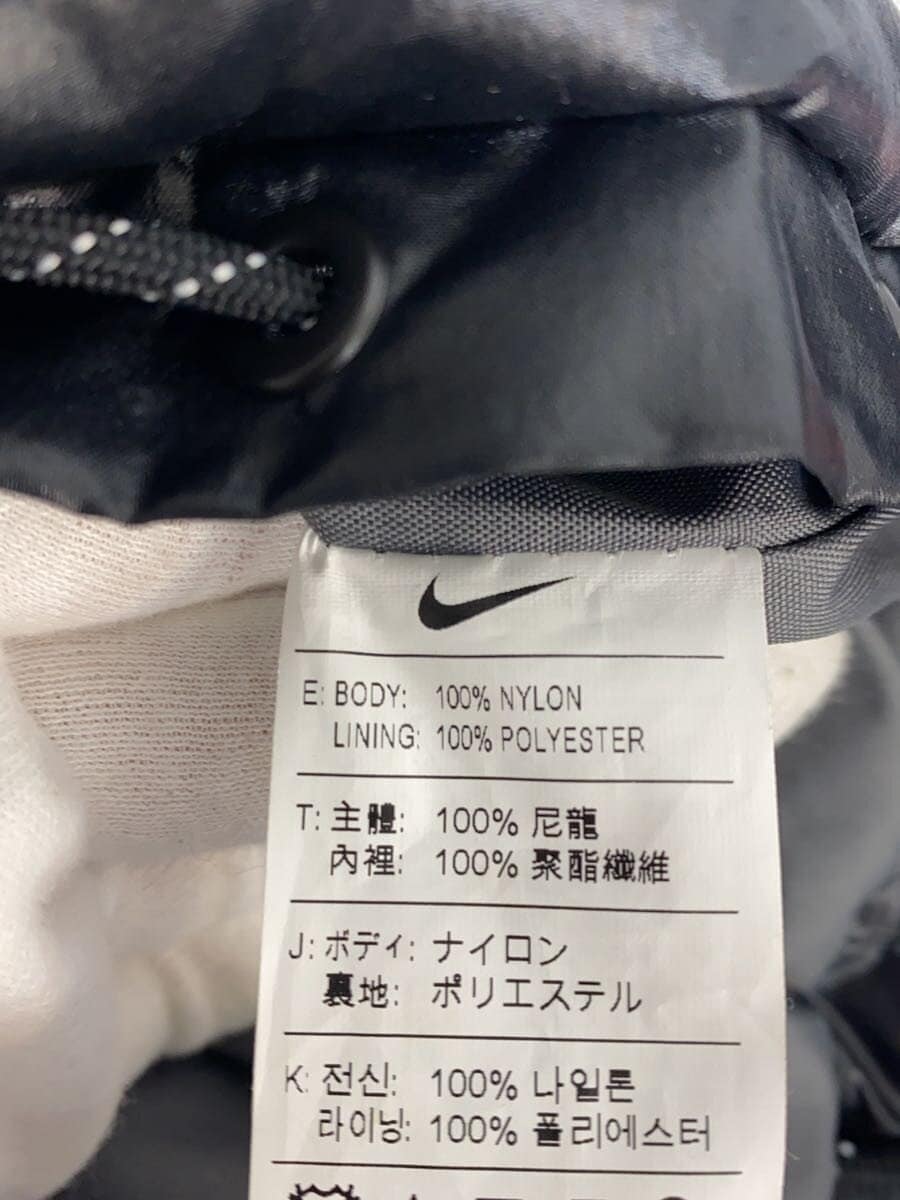 E: BODY: 100% NYLON
LINING: 100% POLYESTER
T: 主體: 100% 尼龍
內裡: 100% 聚酯纖維
J: ボディ: ナイロン
裏地: ポリエステル
K: 전신: 100% 나일론
라이닝: 100% 폴리에스터